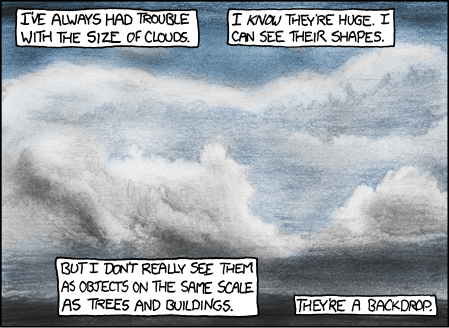 I'VE ALWAYS HAD TROUBLE
WITH THE SIZE OF CLOUDS.
I KNOW THEY'RE HUGE. I
CAN SEE THEIR SHAPES.
BUT I DON'T REALLY SEE THEM
AS OBJECTS ON THE SAME SCALE
AS TREES AND BUILDINGS.
THEY'RE A BACKDROP.